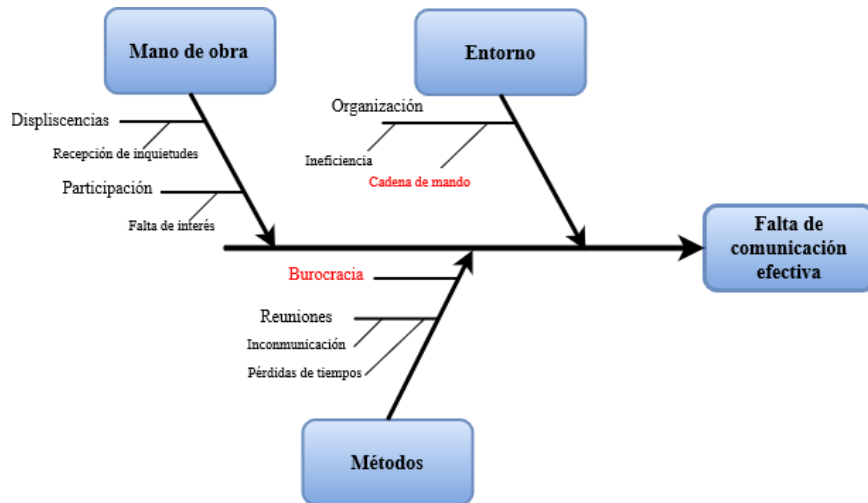 Mano de obra
Entorno
Displiscencias
Recepción de inquietudes
Participación
Falta de interés
Organización
Ineficiencia
Cadena de mando
Falta de
comunicación
efectiva
Burocracia
Reuniones
Inconmunicación
Pérdidas de tiempos
Métodos